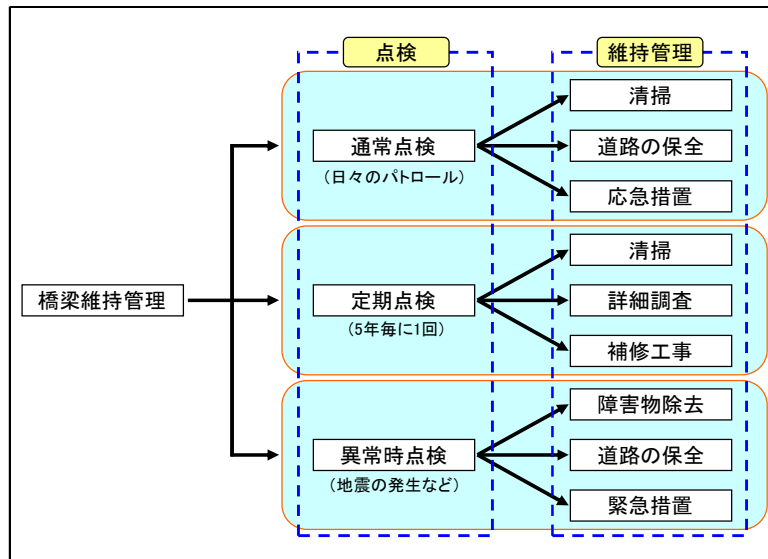 点検
維持管理
清掃
通常点検
道路の保全
(日々のパトロール)
応急措置
清掃
橋梁維持管理
定期点検
詳細調査
(5年毎に1回)
補修工事
障害物除去
異常時点検
道路の保全
(地震の発生など)
緊急措置